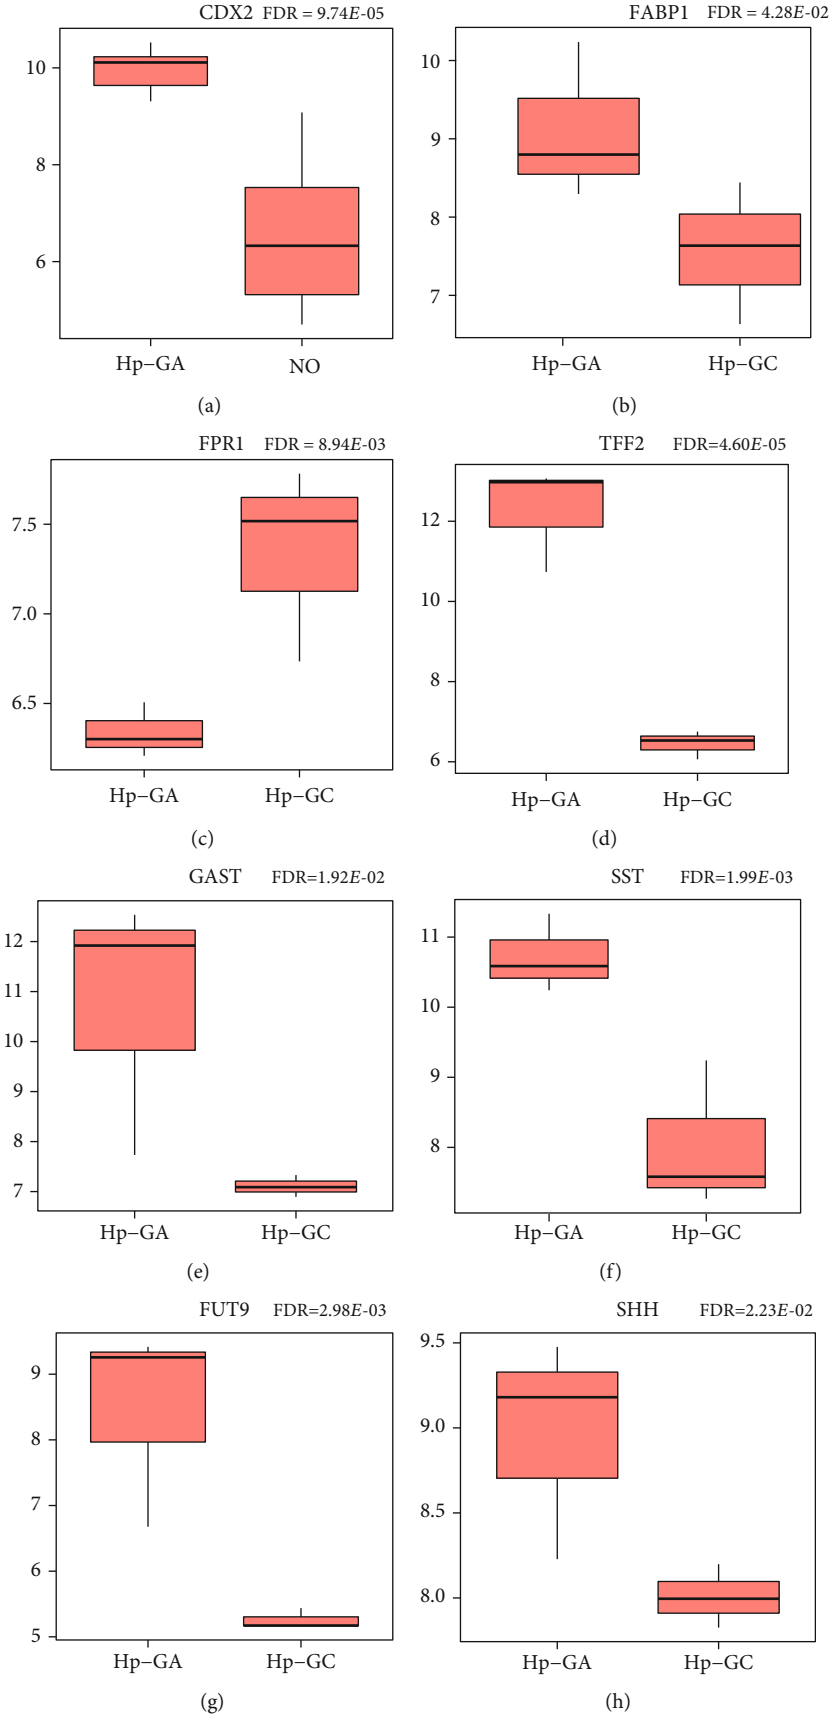 CDX2 FDR = 9.74E-05
10
8
6
Hp−GA NO
(a)
FABP1 FDR = 4.28E-02
10
9
8
7
Hp−GA Hp−GC
(b)
FPR1 FDR = 8.94E-03
7.5
7.0
6.5
Hp−GA Hp−GC
(c)
TFF2 FDR=4.60E-05
12
10
8
6
Hp−GA Hp−GC
(d)
GAST FDR=1.92E-02
12
11
10
9
8
7
Hp−GA Hp−GC
(e)
SST FDR=1.99E-03
11
10
9
8
Hp−GA Hp−GC
(f)
FUT9 FDR=2.98E-03
9
8
7
6
5
Hp−GA Hp−GC
(g)
SHH FDR=2.23E-02
9.5
9.0
8.5
8.0
Hp−GA Hp−GC
(h)